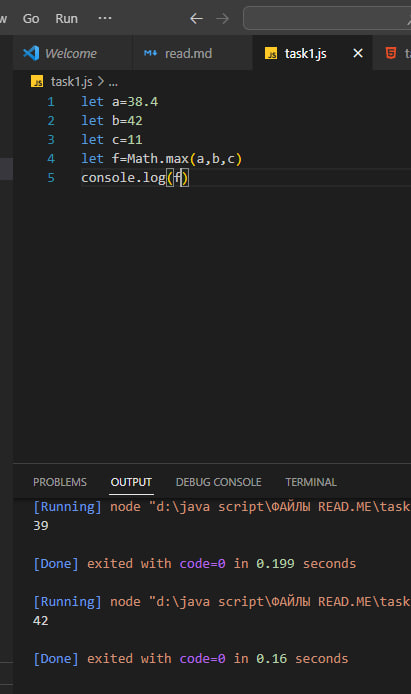 w Go Run ...
Welcome read.md task1.js
task1.js > ...
1 let a=38.4
2 let b=42
3 let c=11
4 let f=Math.max(a,b,c)
5 console.log(f)
PROBLEMS OUTPUT DEBUG CONSOLE TERMINAL
[Running] node "d:\java script\ФАЙЛЫ READ.ME\task
39
[Done] exited with code=0 in 0.199 seconds
[Running] node "d:\java script\ФАЙЛЫ READ.ME\task
42
[Done] exited with code=0 in 0.16 seconds